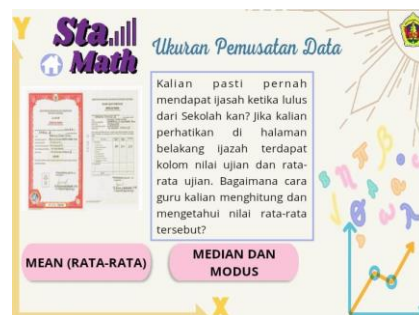 Y
Sta
Math
Ukuran Pemusatan Data
Kalian pasti pernah
mendapat ijasah ketika lulus
dari Sekolah kan? Jika kalian
perhatikan di halaman
belakang ijazah terdapat
kolom nilai ujian dan rata-
rata ujian. Bagaimana cara
guru kalian menghitung dan
mengetahui nilai rata-rata
tersebut?
MEAN (RATA-RATA)
MEDIAN DAN
MODUS
X